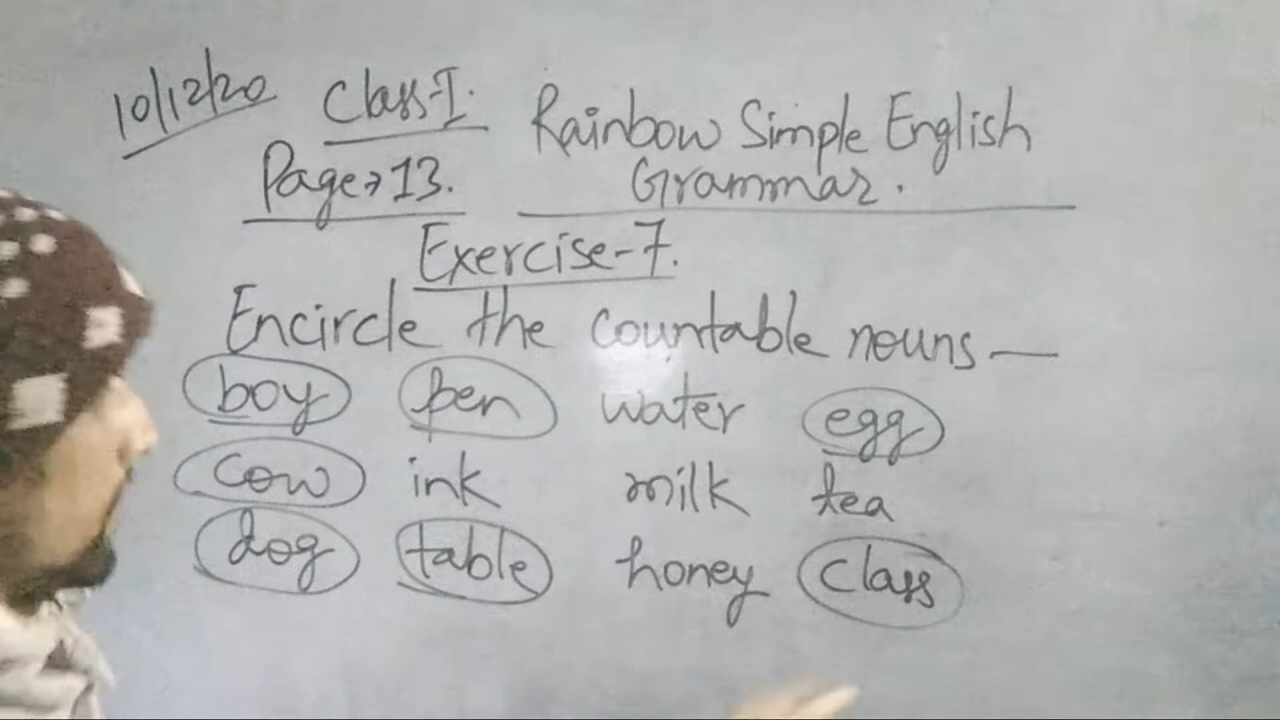 10/12/20 Class-I. Rainbow Simple English
Page→13. Grammar.
Exercise-7.
Encircle the countable nouns —
boy pen water egg
cow ink milk tea
dog table honey class